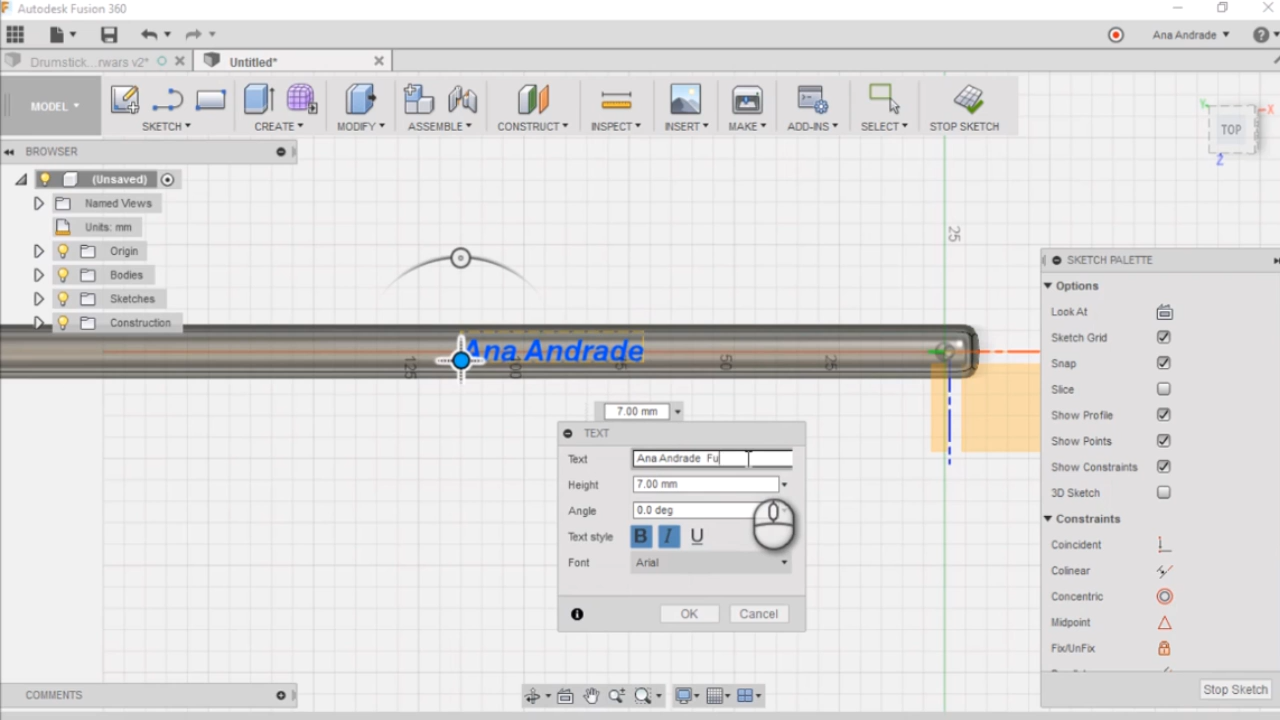 Autodesk Fusion 360
Ana Andrade
Drumstick...rwars v2*
Untitled*
MODEL
SKETCH
CREATE
MODIFY
ASSEMBLE
CONSTRUCT
INSPECT
INSERT
MAKE
ADD-INS
SELECT
STOP SKETCH
TOP
Y
X
Z
BROWSER
(Unsaved)
Named Views
Units: mm
Origin
Bodies
Sketches
Construction
25
Ana Andrade
125
100
50
25
7.00 mm
TEXT
Text Ana Andrade  Fu
Height 7.00 mm
Angle 0.0 deg
Text style B I U
Font Arial
OK Cancel
SKETCH PALETTE
Options
Look At
Sketch Grid
Snap
Slice
Show Profile
Show Points
Show Constraints
3D Sketch
Constraints
Coincident
Colinear
Concentric
Midpoint
Fix/UnFix
Stop Sketch
COMMENTS